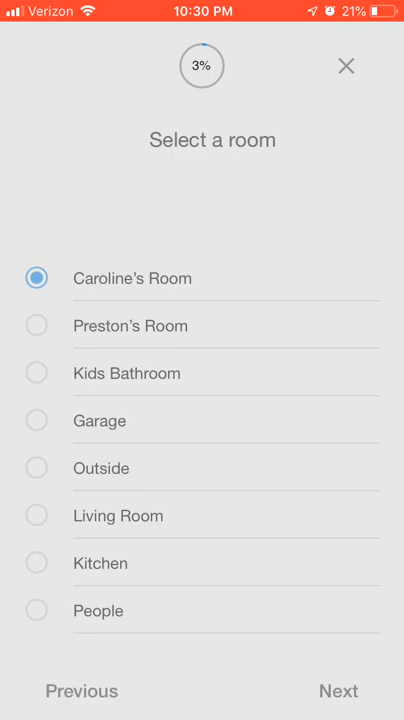 Verizon 10:30 PM 21%
3%
Select a room
Caroline's Room
Preston's Room
Kids Bathroom
Garage
Outside
Living Room
Kitchen
People
Previous Next